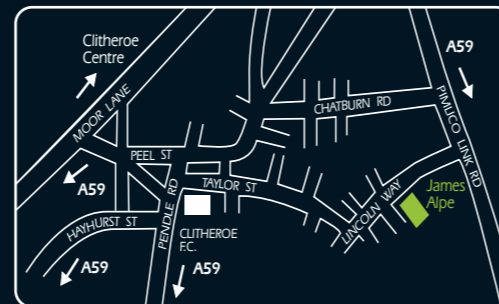 Clitheroe
Centre
A59
MOOR LANE
CHATBURN RD
PIMLICO LINK RD
PEEL ST
A59
TAYLOR ST
PENDLE RD
LINCOLN WAY
James
Alpe
HAYHURST ST
CLITHEROE
F.C.
A59
A59
A59